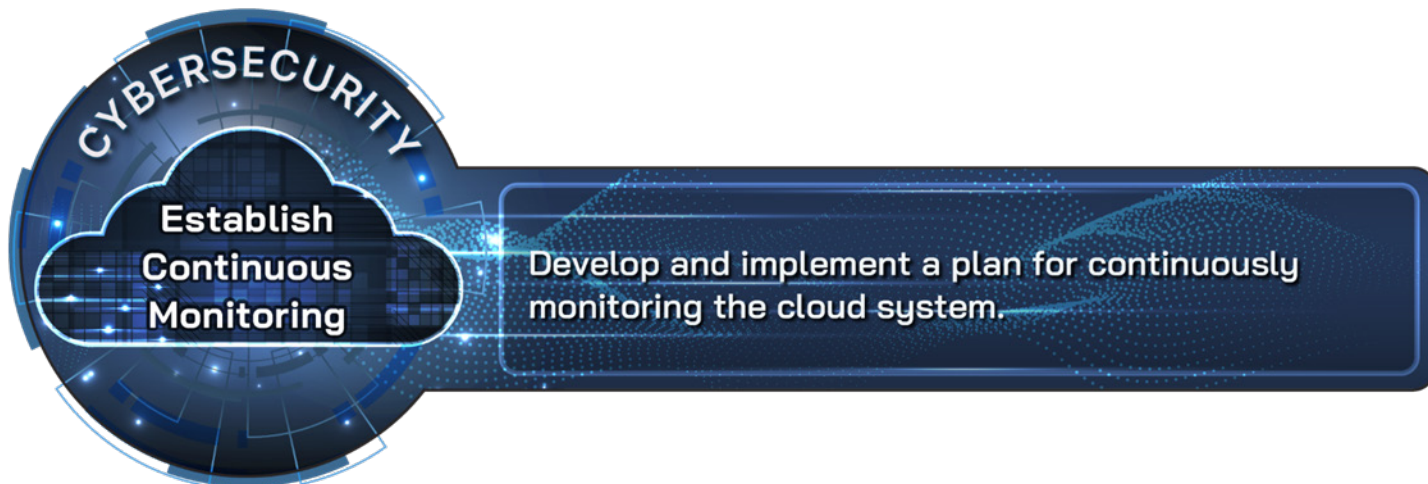 CYBERSECURITY
Establish
Continuous
Monitoring
Develop and implement a plan for continuously
monitoring the cloud system.